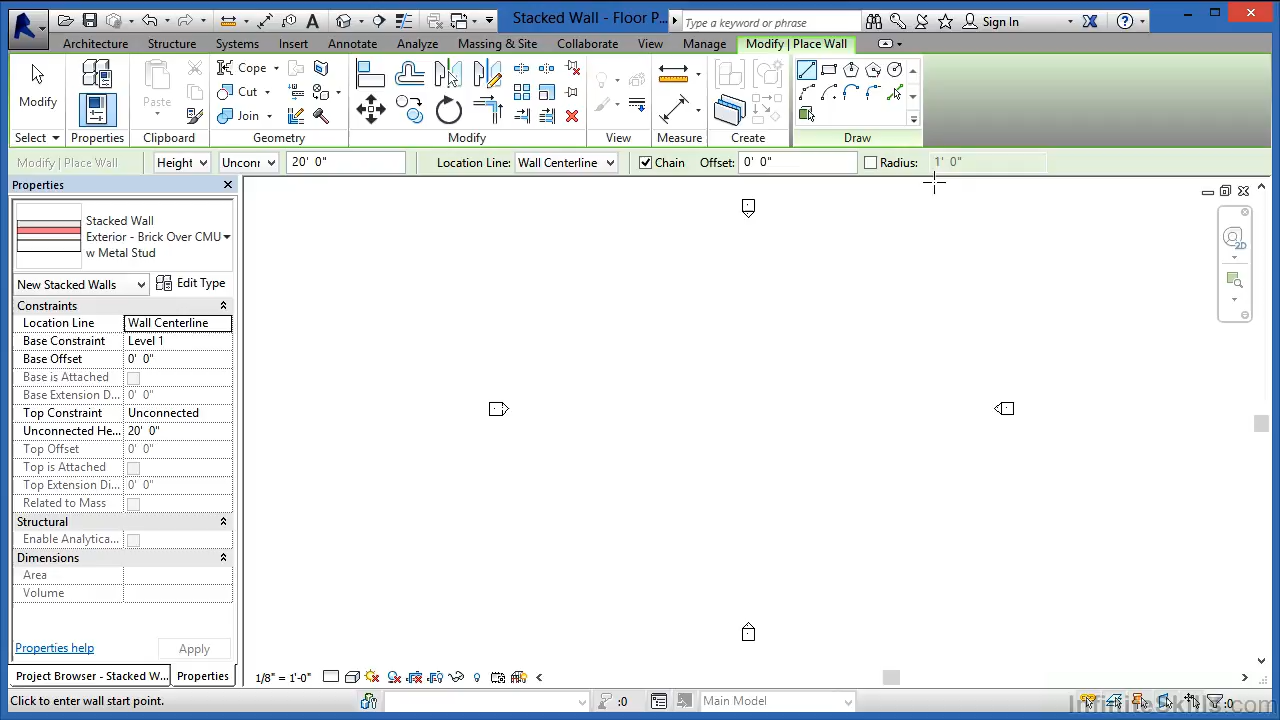 Stacked Wall - Floor P...
Type a keyword or phrase
Sign In
Architecture
Structure
Systems
Insert
Annotate
Analyze
Massing & Site
Collaborate
View
Manage
Modify | Place Wall
Modify
Properties
Paste
Cope
Cut
Join
Select
Properties
Clipboard
Geometry
Modify
View
Measure
Create
Draw
Modify | Place Wall
Height
Uncon
20' 0"
Location Line:
Wall Centerline
Chain
Offset:
0' 0"
Radius:
1' 0"
Properties
Stacked Wall
Exterior - Brick Over CMU
w Metal Stud
New Stacked Walls
Edit Type
Constraints
Location Line Wall Centerline
Base Constraint Level 1
Base Offset 0' 0"
Base is Attached
Base Extension D... 0' 0"
Top Constraint Unconnected
Unconnected He... 20' 0"
Top Offset 0' 0"
Top is Attached
Top Extension Di... 0' 0"
Related to Mass
Structural
Enable Analytica...
Dimensions
Area
Volume
Properties help
Apply
Project Browser - Stacked W...
Properties
2D
1/8" = 1'-0"
Click to enter wall start point.
:0
Main Model
:0
InfiniteSkills.com